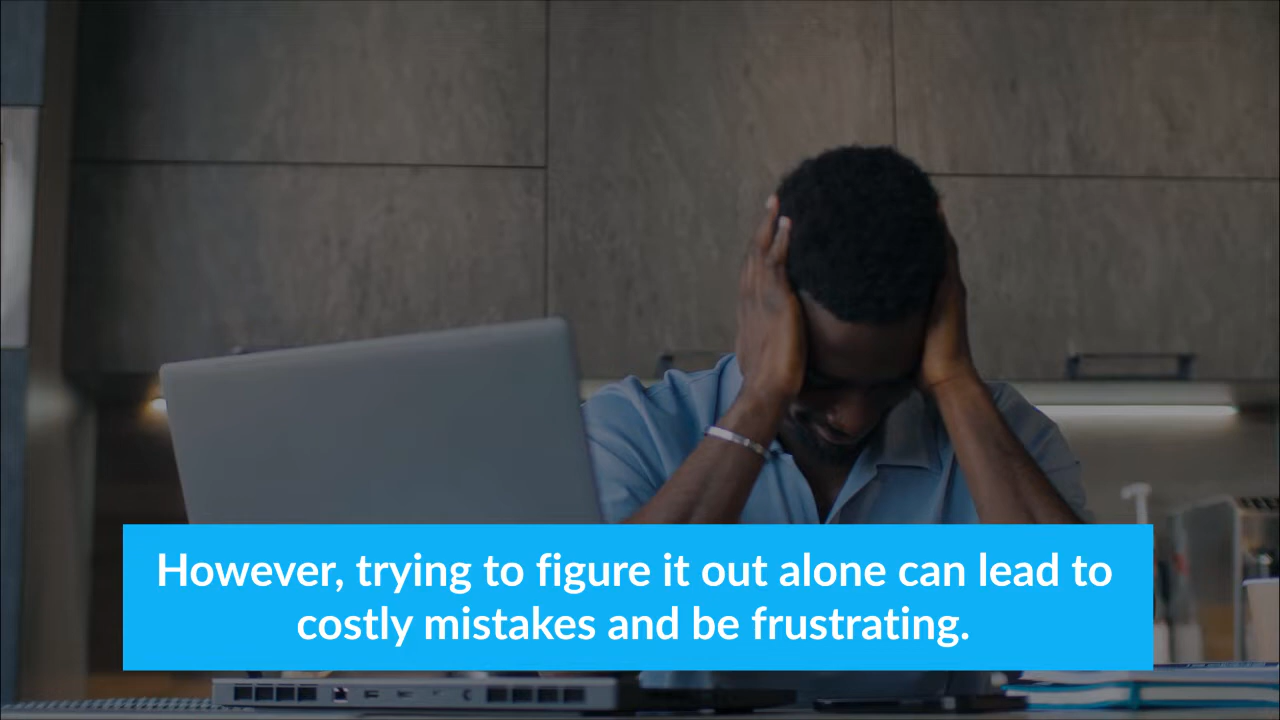 However, trying to figure it out alone can lead to
costly mistakes and be frustrating.